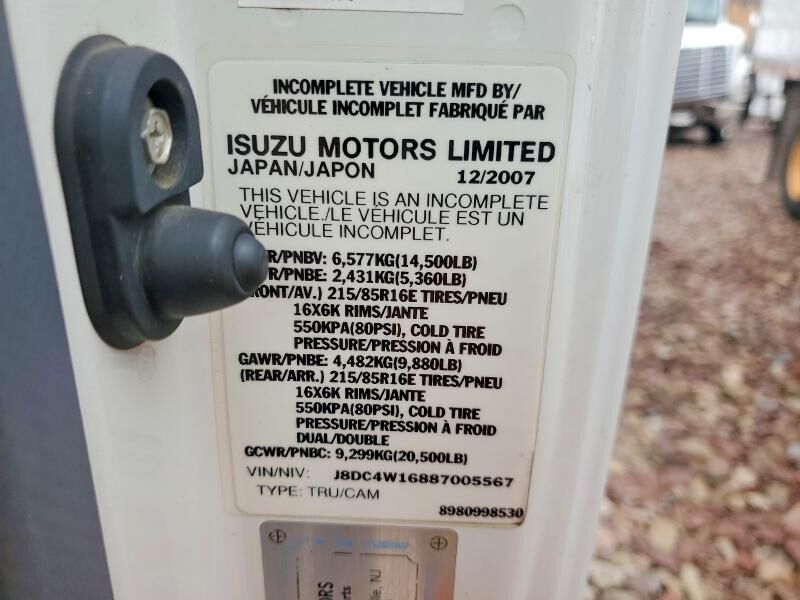 INCOMPLETE VEHICLE MFD BY/
VÉHICULE INCOMPLET FABRIQUÉ PAR
ISUZU MOTORS LIMITED
JAPAN/JAPON 12/2007
THIS VEHICLE IS AN INCOMPLETE
VEHICLE./LE VÉHICULE EST UN
VÉHICULE INCOMPLET.
R/PNBV: 6,577KG(14,500LB)
R/PNBE: 2,431KG(5,360LB)
RONT/AV.) 215/85R16E TIRES/PNEU
16X6K RIMS/JANTE
550KPA(80PSI), COLD TIRE
PRESSURE/PRESSION À FROID
GAWR/PNBE: 4,482KG(9,880LB)
(REAR/ARR.) 215/85R16E TIRES/PNEU
16X6K RIMS/JANTE
550KPA(80PSI), COLD TIRE
PRESSURE/PRESSION À FROID
DUAL/DOUBLE
GCWR/PNBC: 9,299KG(20,500LB)
VIN/NIV: J8DC4W16887005567
TYPE: TRU/CAM
8980998530